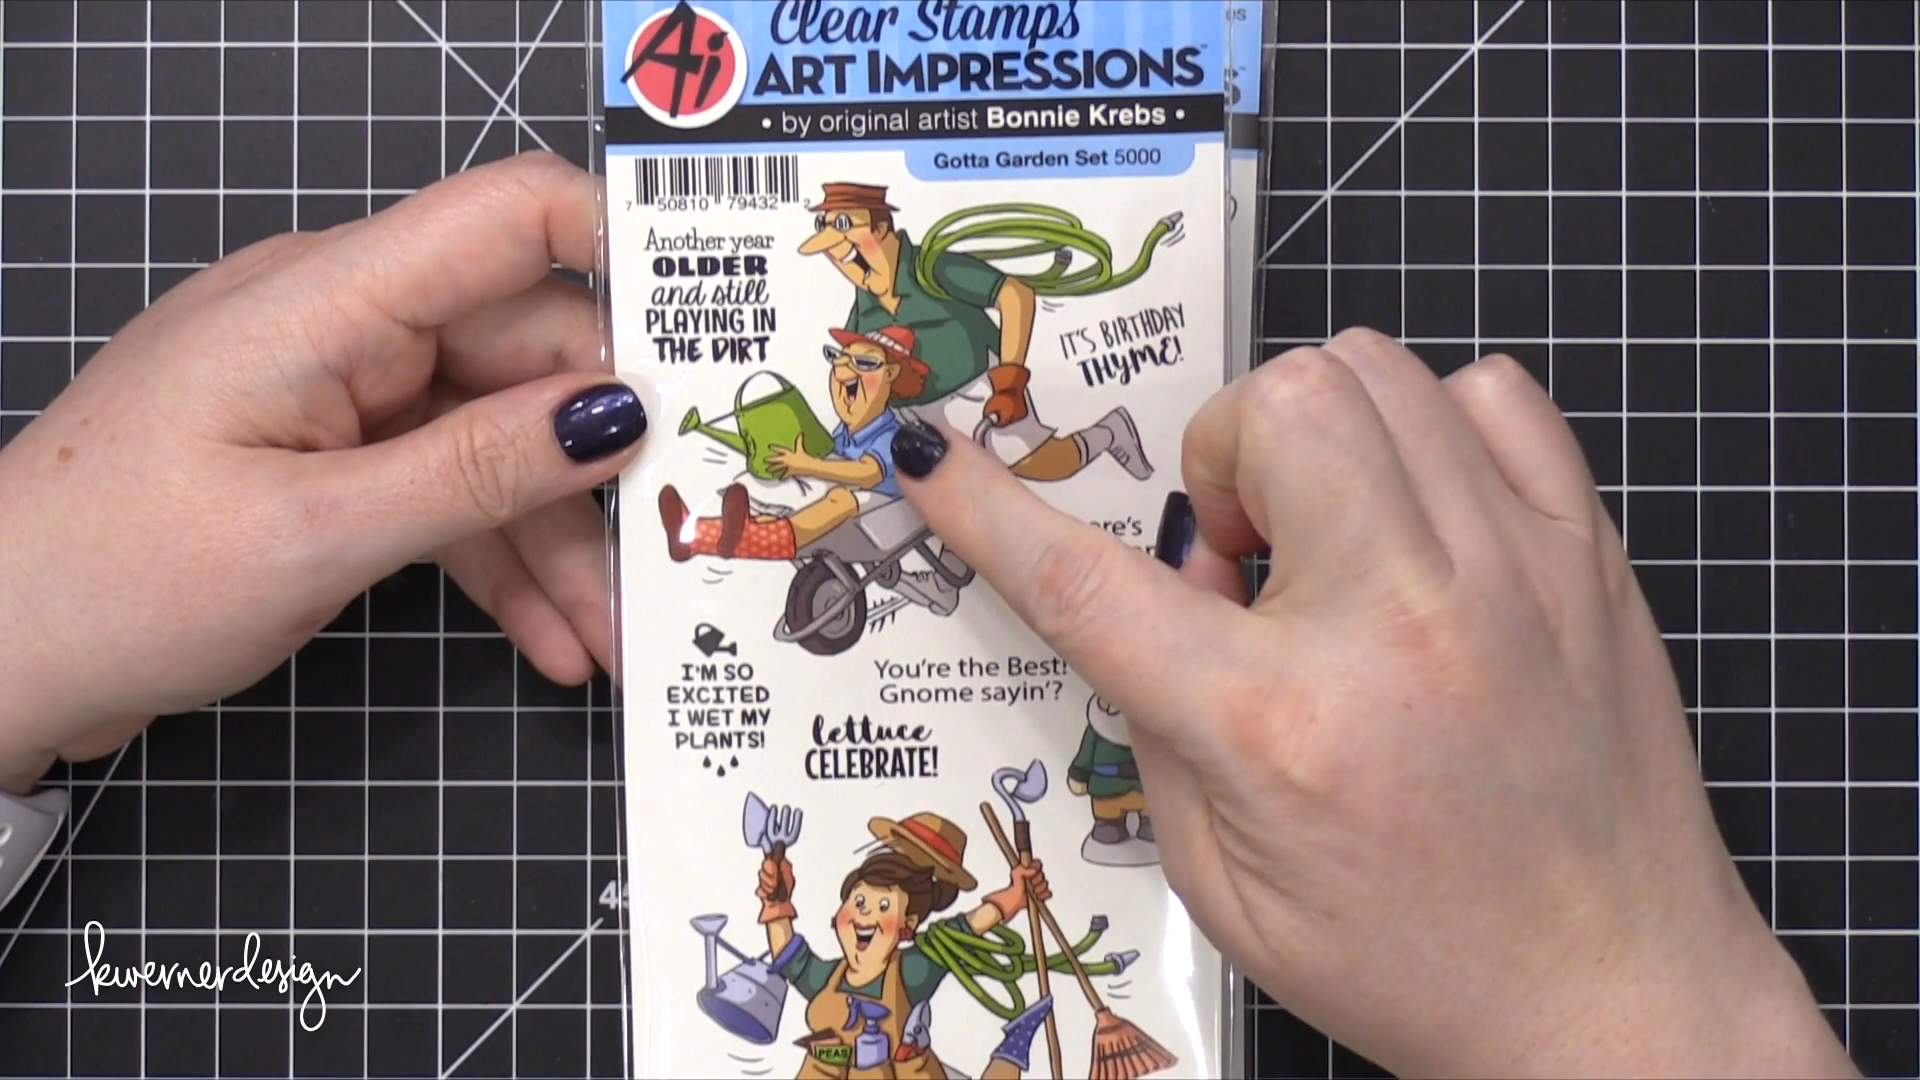 Clear Stamps
Ai
ART IMPRESSIONS™
• by original artist Bonnie Krebs •
Gotta Garden Set 5000
7 50810 79432 2
Another year
OLDER
and still
PLAYING IN
THE DIRT
IT'S BIRTHDAY
THYME!
I'M SO
EXCITED
I WET MY
PLANTS!
You're the Best!
Gnome sayin'?
lettuce
CELEBRATE!
PEAS
kwernerdesign